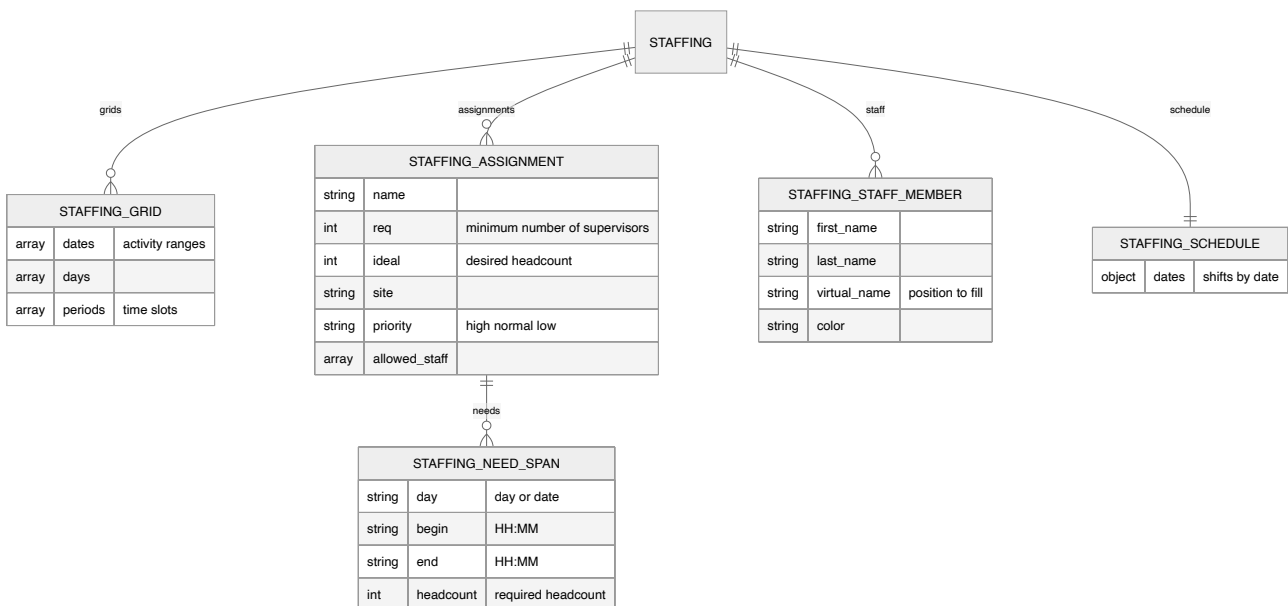 STAFFING
grids
assignments
staff
schedule
STAFFING_GRID
array dates activity ranges
array days
array periods time slots
STAFFING_ASSIGNMENT
string name
int req minimum number of supervisors
int ideal desired headcount
string site
string priority high normal low
array allowed_staff
STAFFING_STAFF_MEMBER
string first_name
string last_name
string virtual_name position to fill
string color
STAFFING_SCHEDULE
object dates shifts by date
needs
STAFFING_NEED_SPAN
string day day or date
string begin HH:MM
string end HH:MM
int headcount required headcount